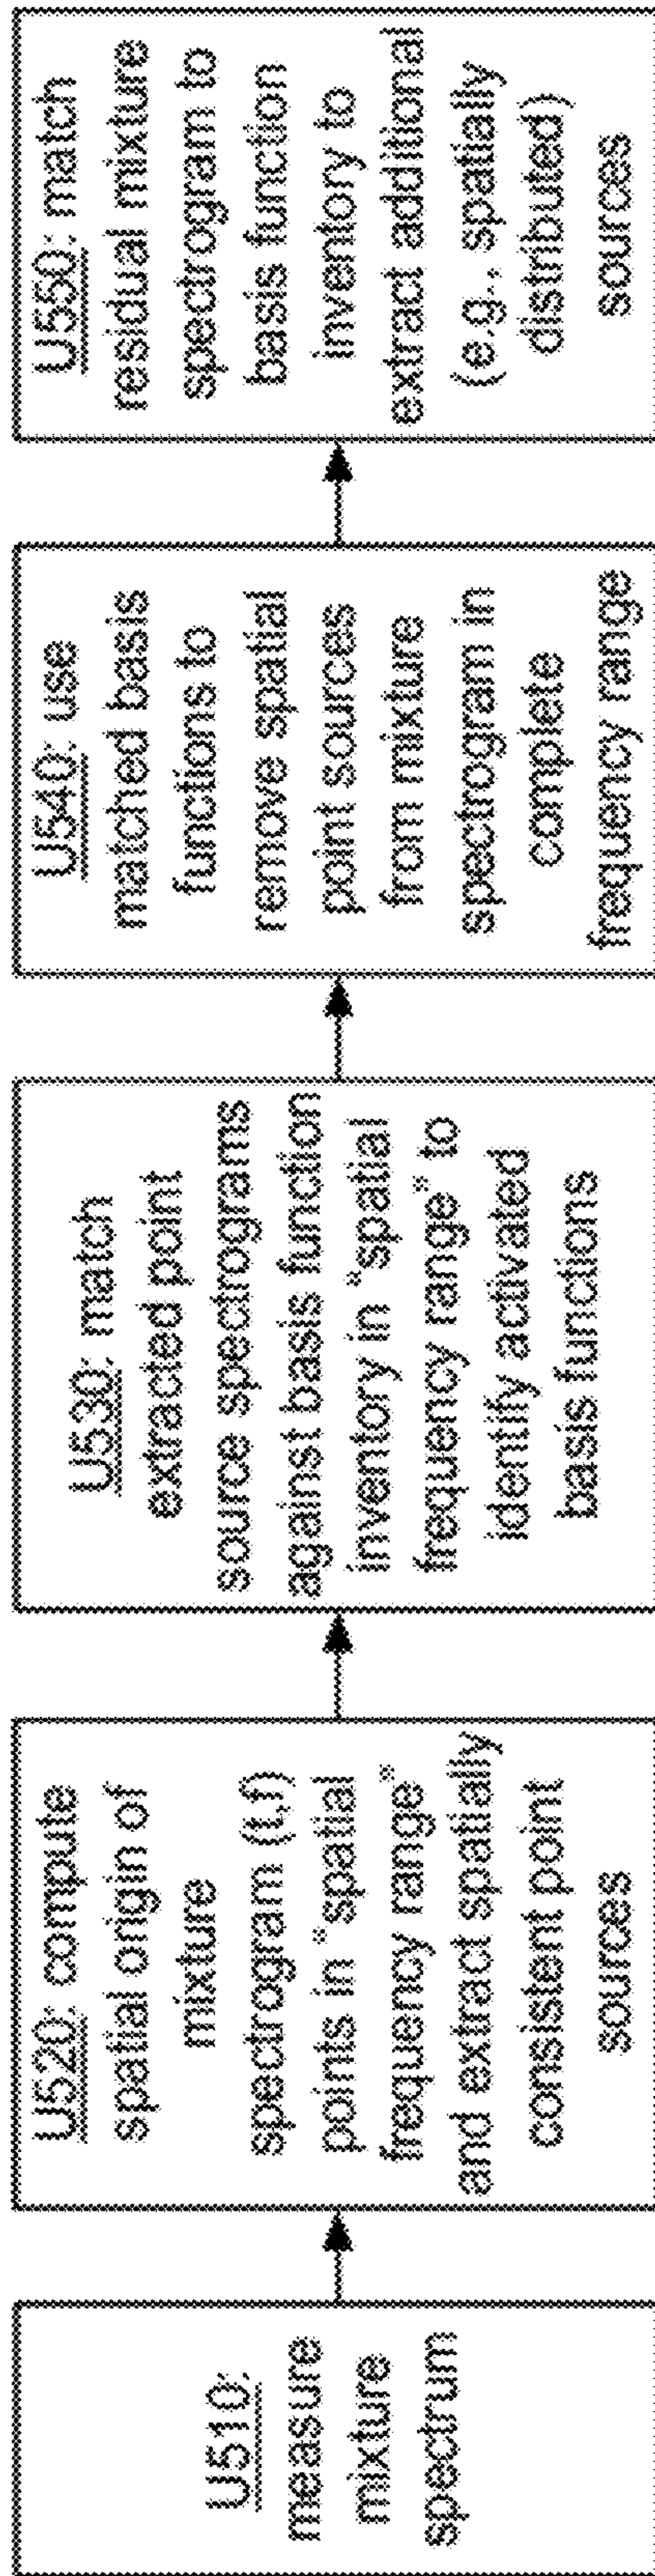 U510:
measure
mixture
spectrum
U520: compute
spatial origin of
mixture
spectrogram (t,f)
points in "spatial
frequency range"
and extract spatially
consistent point
sources
U530: match
extracted point
source spectrograms
against basis function
inventory in "spatial
frequency range" to
identify activated
basis functions
U540: use
matched basis
functions to
remove spatial
point sources
from mixture
spectrogram in
complete
frequency range
U550: match
residual mixture
spectrogram to
basis function
inventory to
extract additional
(e.g., spatially
distributed)
sources